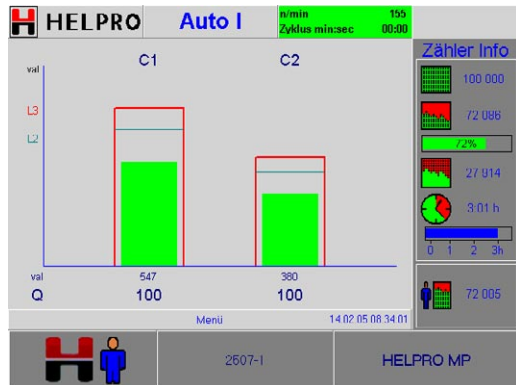 HELPRO
Auto I
n/min 155
Zyklus min:sec 00:00
Zähler Info
C1 C2
val
L3
L2
100 000
72 086
72%
27 914
3:01 h
0 1 2 3h
val 547 380
Q 100 100
72 005
Menü 14.02.05 08:34:01
2507-I
HELPRO MP